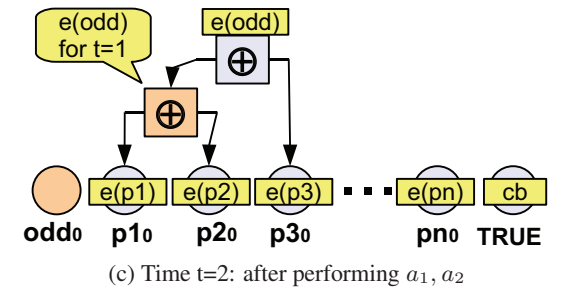 e(odd)
for t=1
e(odd)
⊕
⊕
e(p1) e(p2) e(p3) e(pn) cb
odd0 p10 p20 p30 pn0 TRUE
(c) Time t=2: after performing a1, a2